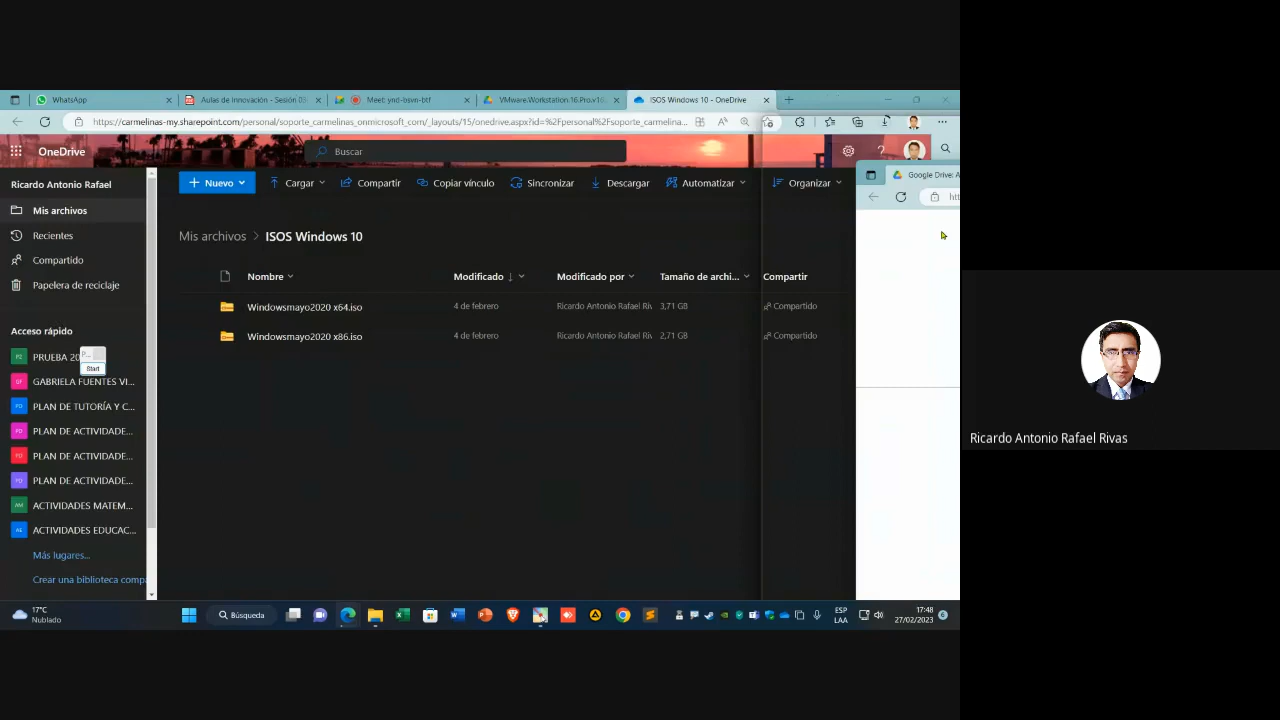 WhatsApp
Aulas de Innovación - Sesión 03
Meet: ynd-bsvn-btf
VMware.Workstation.16.Pro.v16
ISOS Windows 10 - OneDrive
https://carmelinas-my.sharepoint.com/personal/soporte_carmelinas_onmicrosoft_com/_layouts/15/onedrive.aspx?id=%2Fpersonal%2Fsoporte_carmelina...
OneDrive
Buscar
Ricardo Antonio Rafael
Nuevo
Cargar
Compartir
Copiar vínculo
Sincronizar
Descargar
Automatizar
Organizar
Google Drive: A
Mis archivos
Recientes
Compartido
Papelera de reciclaje
Mis archivos > ISOS Windows 10
Nombre Modificado Modificado por Tamaño de archi... Compartir
Windowsmayo2020 x64.iso 4 de febrero Ricardo Antonio Rafael Riv 3,71 GB Compartido
Windowsmayo2020 x86.iso 4 de febrero Ricardo Antonio Rafael Riv 2,71 GB Compartido
Acceso rápido
PRUEBA 20
Start
GABRIELA FUENTES VI...
PLAN DE TUTORÍA Y C...
PLAN DE ACTIVIDADE...
PLAN DE ACTIVIDADE...
PLAN DE ACTIVIDADE...
ACTIVIDADES MATEM...
ACTIVIDADES EDUCAC...
Más lugares...
Crear una biblioteca comp
Ricardo Antonio Rafael Rivas
17°C
Nublado
Búsqueda
ESP
LAA
17:48
27/02/2023